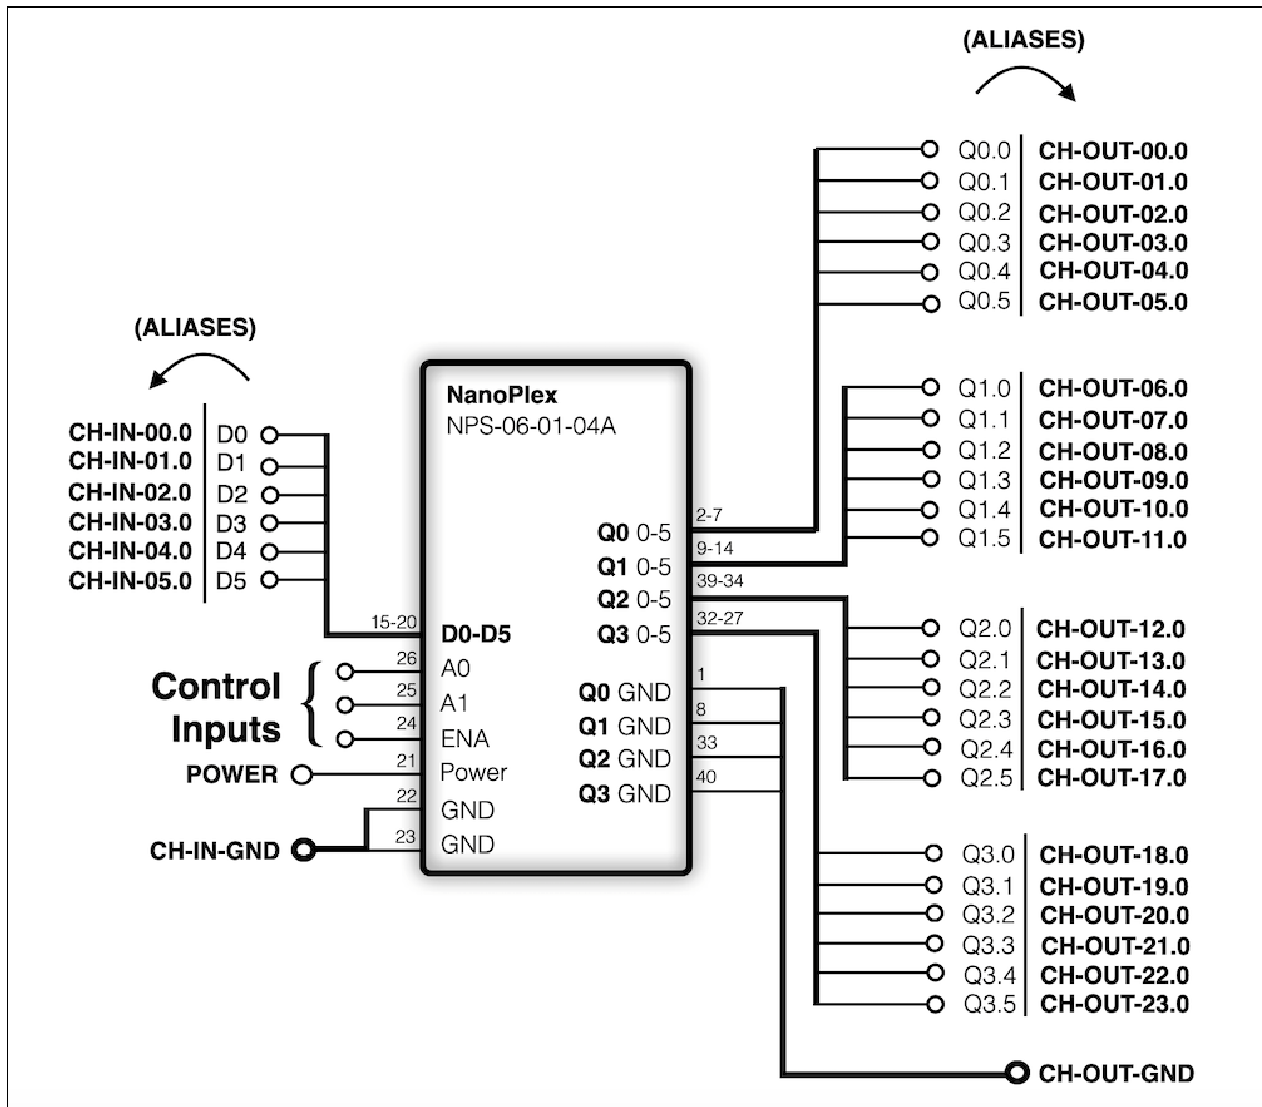 (ALIASES)
Q0.0 CH-OUT-00.0
Q0.1 CH-OUT-01.0
Q0.2 CH-OUT-02.0
Q0.3 CH-OUT-03.0
Q0.4 CH-OUT-04.0
Q0.5 CH-OUT-05.0
(ALIASES)
CH-IN-00.0 D0
CH-IN-01.0 D1
CH-IN-02.0 D2
CH-IN-03.0 D3
CH-IN-04.0 D4
CH-IN-05.0 D5
NanoPlex
NPS-06-01-04A
15-20 D0-D5
Control
Inputs
26 A0
25 A1
24 ENA
POWER 21 Power
22 GND
CH-IN-GND 23 GND
Q0 0-5 2-7
Q1 0-5 9-14
Q2 0-5 39-34
Q3 0-5 32-27
Q0 GND 1
Q1 GND 8
Q2 GND 33
Q3 GND 40
Q1.0 CH-OUT-06.0
Q1.1 CH-OUT-07.0
Q1.2 CH-OUT-08.0
Q1.3 CH-OUT-09.0
Q1.4 CH-OUT-10.0
Q1.5 CH-OUT-11.0
Q2.0 CH-OUT-12.0
Q2.1 CH-OUT-13.0
Q2.2 CH-OUT-14.0
Q2.3 CH-OUT-15.0
Q2.4 CH-OUT-16.0
Q2.5 CH-OUT-17.0
Q3.0 CH-OUT-18.0
Q3.1 CH-OUT-19.0
Q3.2 CH-OUT-20.0
Q3.3 CH-OUT-21.0
Q3.4 CH-OUT-22.0
Q3.5 CH-OUT-23.0
CH-OUT-GND